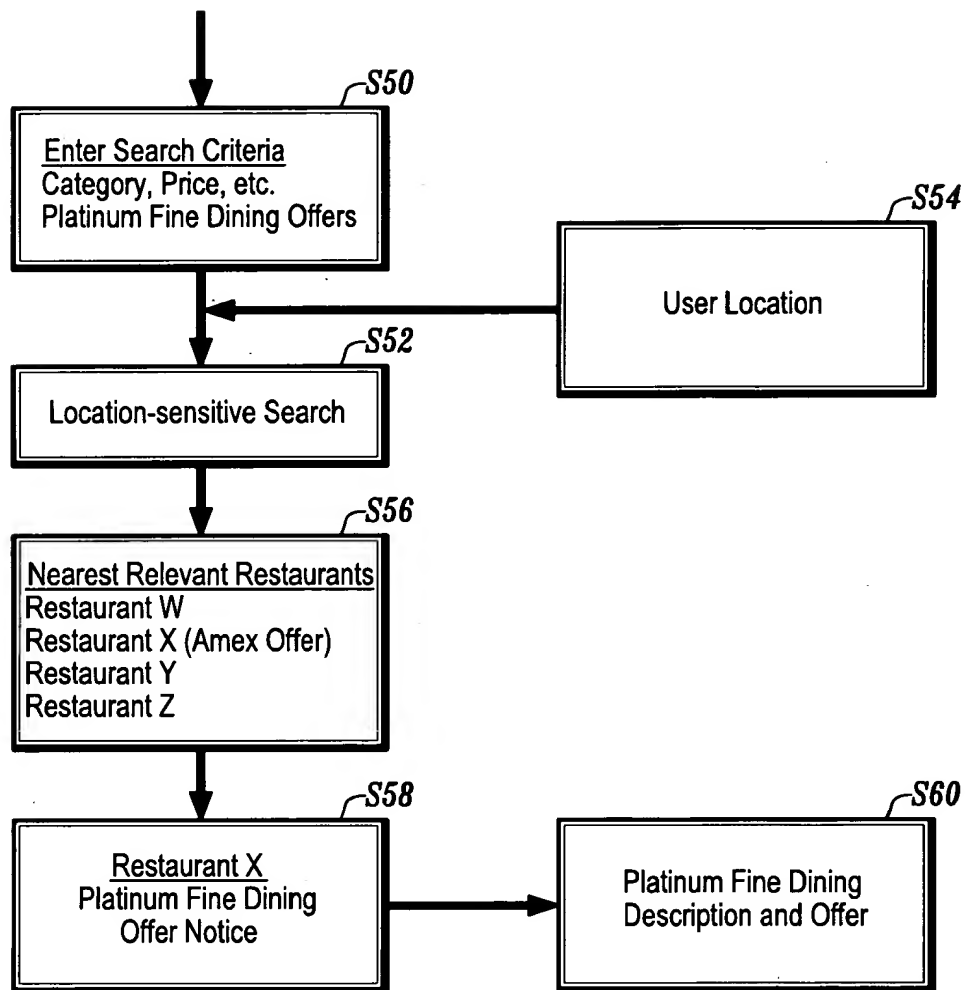 S50
Enter Search Criteria
Category, Price, etc.
Platinum Fine Dining Offers
S54
User Location
S52
Location-sensitive Search
S56
Nearest Relevant Restaurants
Restaurant W
Restaurant X (Amex Offer)
Restaurant Y
Restaurant Z
S58
Restaurant X
Platinum Fine Dining
Offer Notice
S60
Platinum Fine Dining
Description and Offer